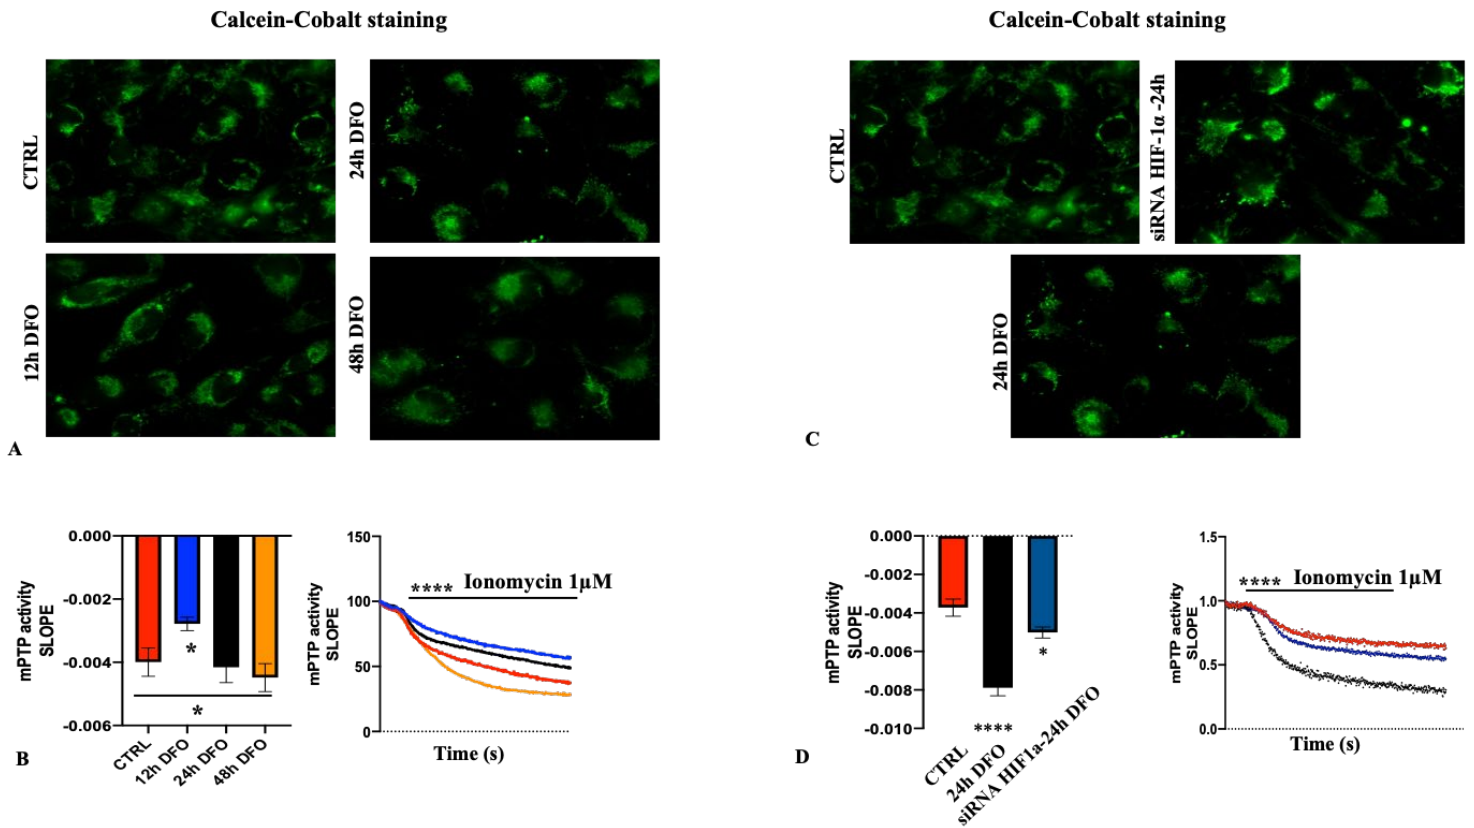 Calcein-Cobalt staining
CTRL
24h DFO
12h DFO
48h DFO
A
Calcein-Cobalt staining
CTRL
siRNA HIF-1α -24h
24h DFO
C
mPTP activity
SLOPE
0.000
-0.002
-0.004
-0.006
*
*
CTRL
12h DFO
24h DFO
48h DFO
B
mPTP activity
SLOPE
150
100
50
0
**** Ionomycin 1µM
Time (s)
mPTP activity
SLOPE
0.000
-0.002
-0.004
-0.006
-0.008
-0.010
****
*
CTRL
24h DFO
siRNA HIF1a-24h DFO
D
mPTP activity
SLOPE
1.5
1.0
0.5
0.0
**** Ionomycin 1µM
Time (s)